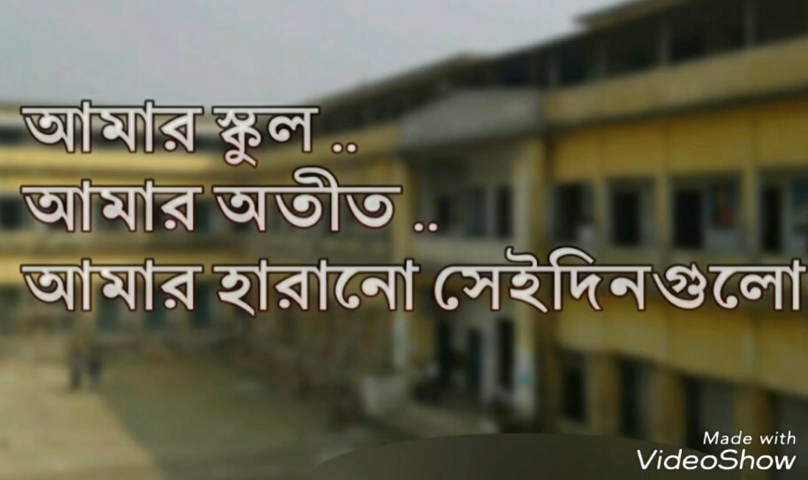 আমার স্কুল ..
আমার অতীত ..
আমার হারানো সেইদিনগুলো
Made with
VideoShow